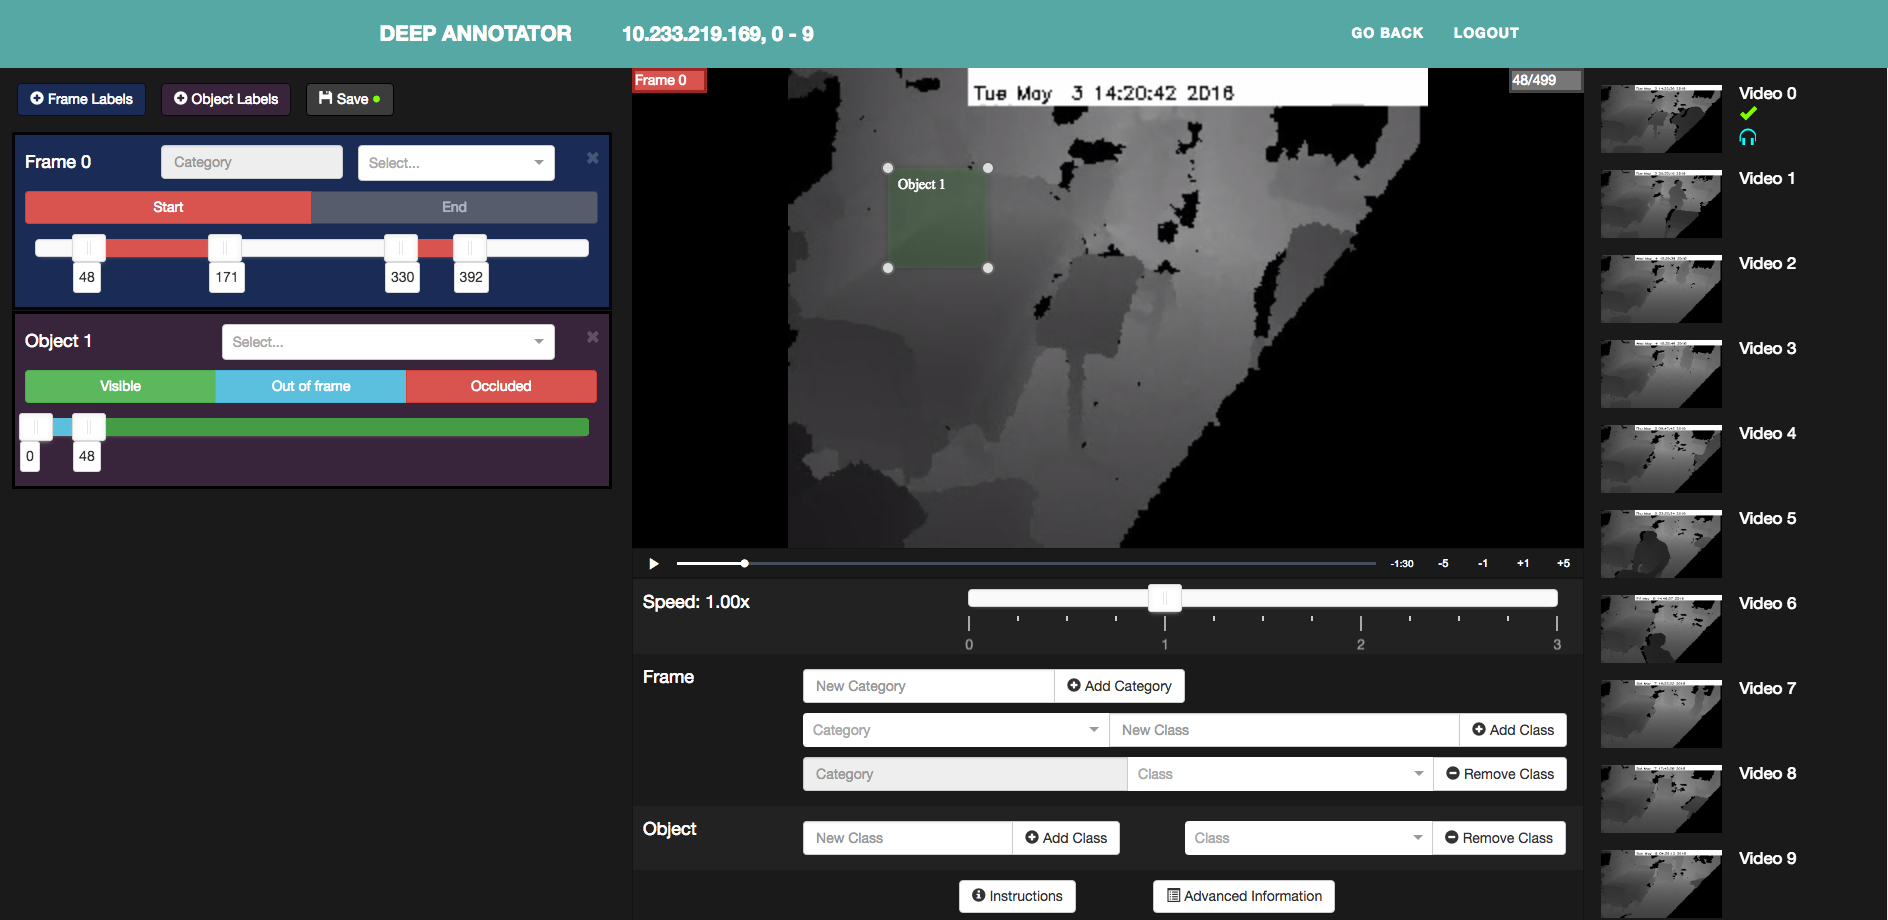 DEEP ANNOTATOR
10.233.219.169, 0 - 9
GO BACK
LOGOUT
Frame Labels
Object Labels
Save
Frame 0
Category
Select...
Start
End
48
171
330
392
Object 1
Select...
Visible
Out of frame
Occluded
0
48
Frame 0
Tue May 3 14:20:42 2016
48/499
Object 1
-1:30
-5
-1
+1
+5
Speed: 1.00x
0
1
2
3
Frame
New Category
Add Category
Category
New Class
Add Class
Category
Class
Remove Class
Object
New Class
Add Class
Class
Remove Class
Instructions
Advanced Information
Video 0
Video 1
Video 2
Video 3
Video 4
Video 5
Video 6
Video 7
Video 8
Video 9